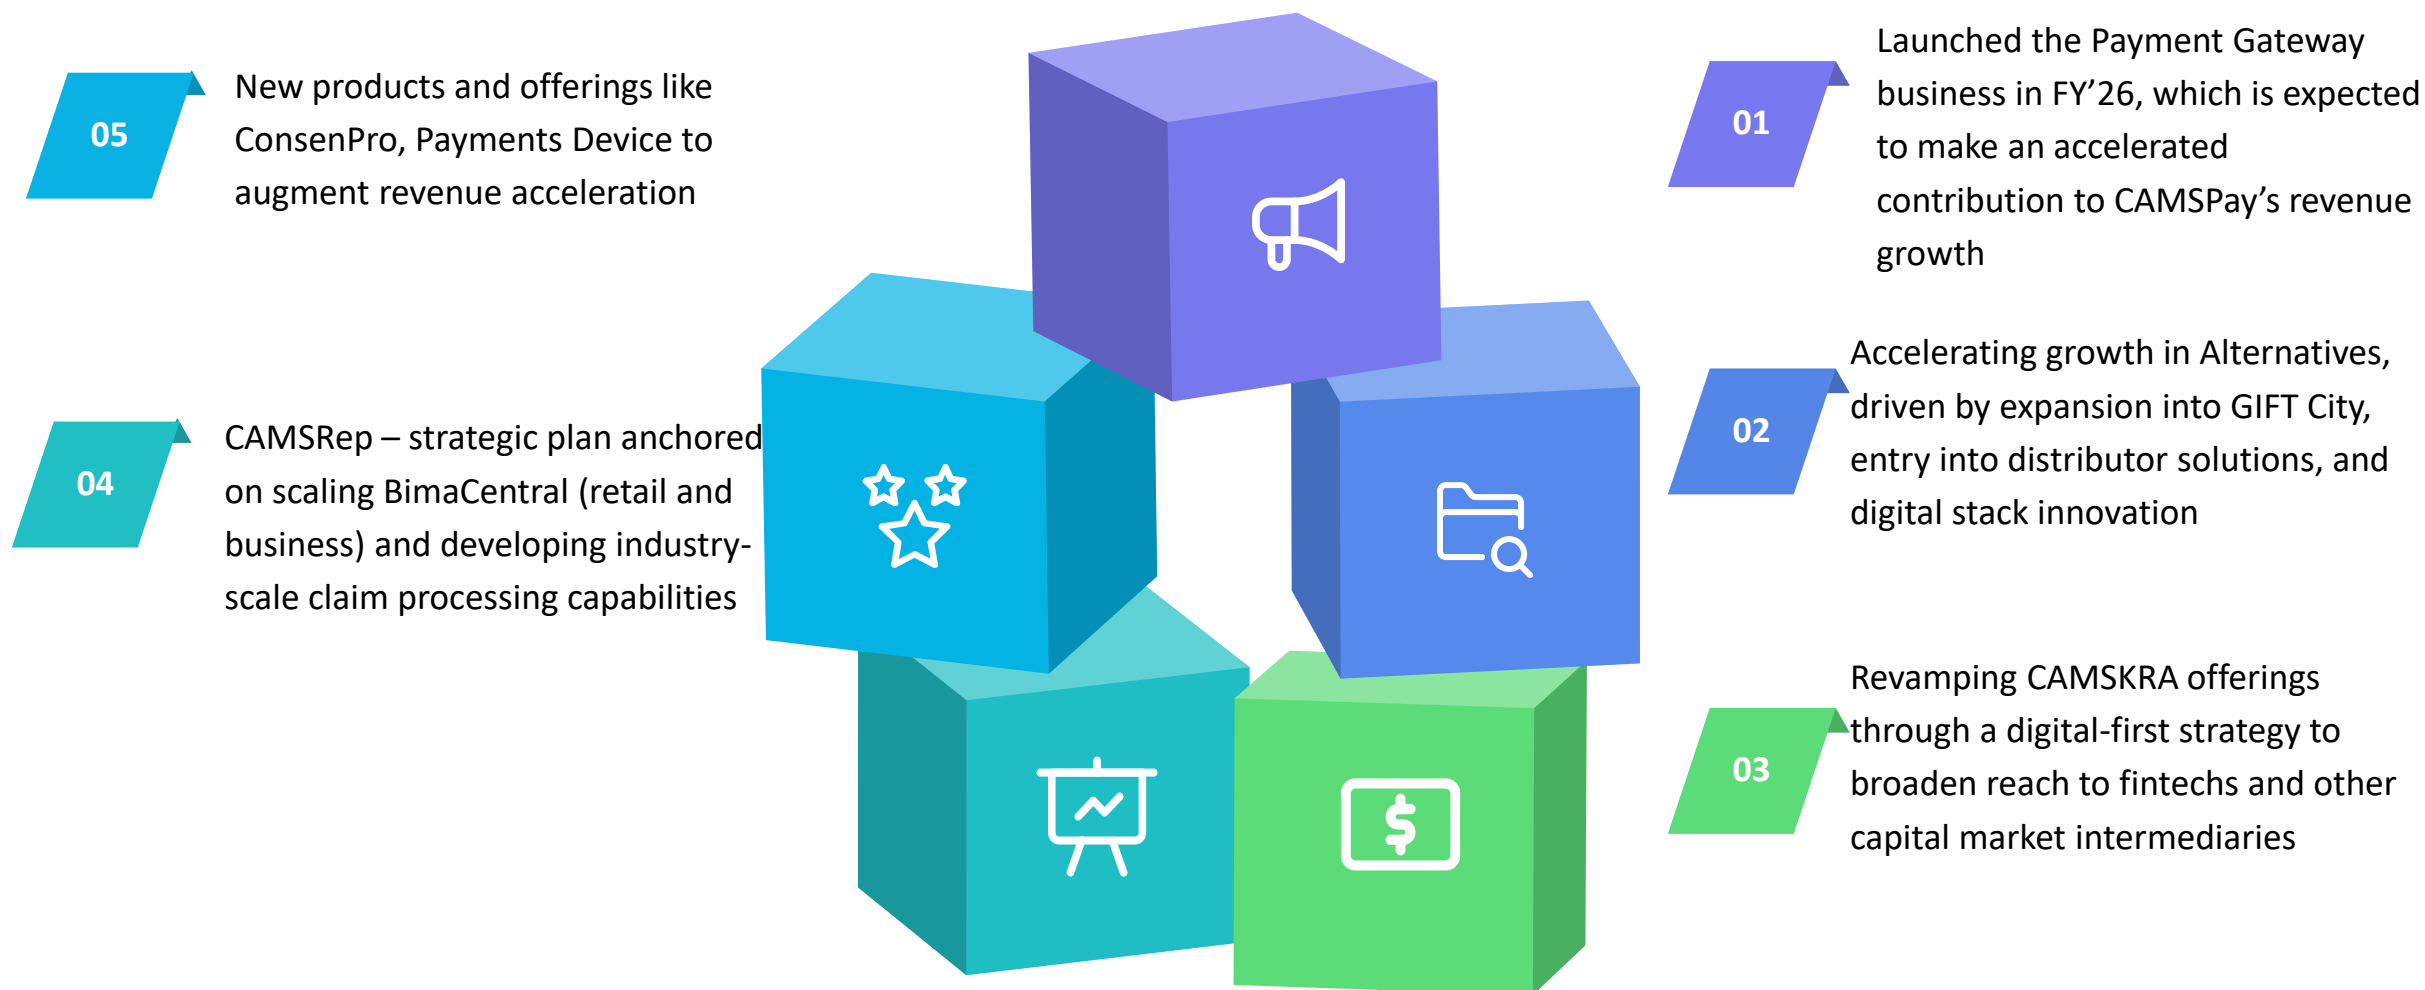 01
Launched the Payment Gateway
business in FY’26, which is expected
to make an accelerated
contribution to CAMSPay’s revenue
growth
02
Accelerating growth in Alternatives,
driven by expansion into GIFT City,
entry into distributor solutions, and
digital stack innovation
03
Revamping CAMSKRA offerings
through a digital-first strategy to
broaden reach to fintechs and other
capital market intermediaries
04
CAMSRep – strategic plan anchored
on scaling BimaCentral (retail and
business) and developing industry-
scale claim processing capabilities
05
New products and offerings like
ConsenPro, Payments Device to
augment revenue acceleration
$